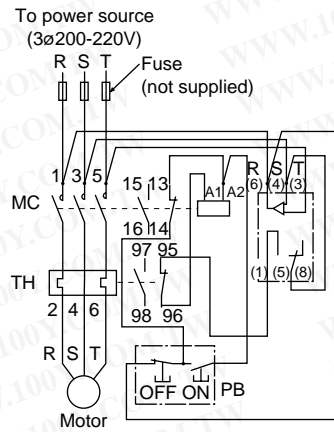 To power source
(3ø200-220V)
R S T
Fuse
(not supplied)
1 3 5
15 13
A1 A2
R S T
(6) (4) (3)
MC
16 14
97 95
(1) (5) (8)
TH
2 4 6
98 96
R S T
OFF ON PB
Motor